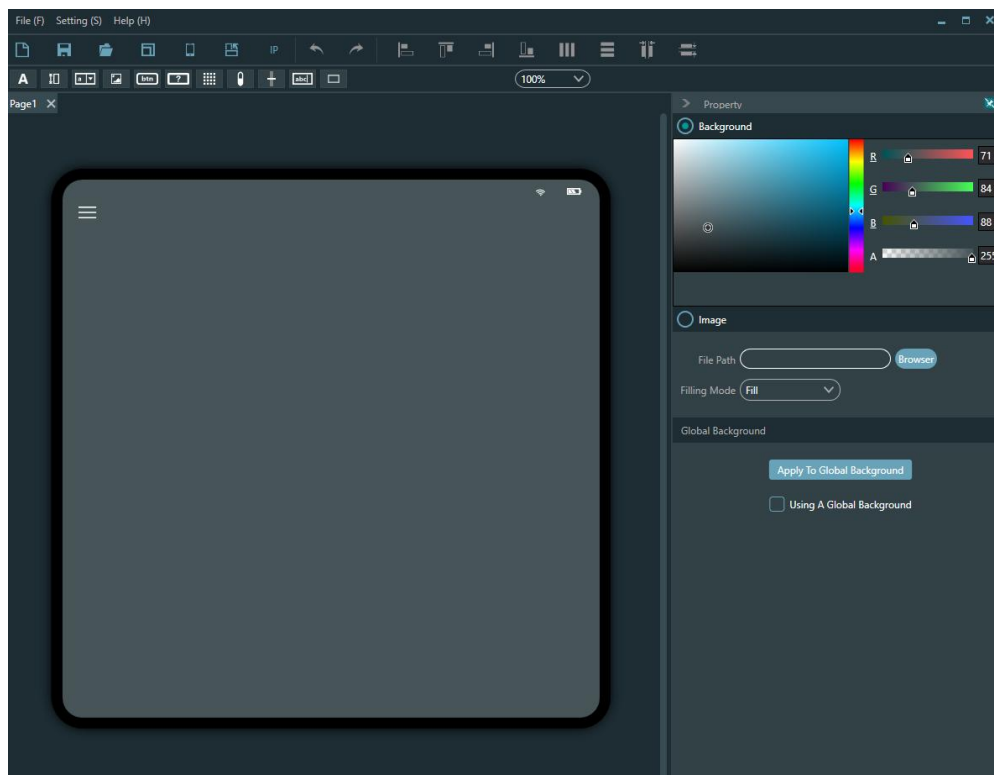 File (F) Setting (S) Help (H)
IP
A btn ? abc 100%
Page1
Property
Background
R 71
G 84
B 88
A 255
Image
File Path Browser
Filling Mode Fill
Global Background
Apply To Global Background
Using A Global Background